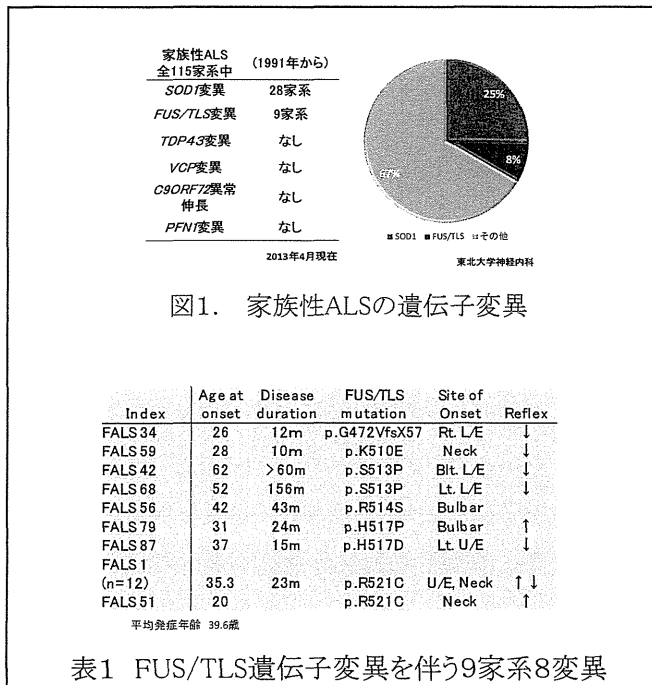 家族性ALS
全115家系中 (1991年から)
SOD1変異 28家系
FUS/TLS変異 9家系
TDP43変異 なし
VCP変異 なし
C9ORF72異常
伸長 なし
PFN1変異 なし
2013年4月現在
25%
8%
67%
SOD1 FUS/TLS その他
東北大学神経内科
図1. 家族性ALSの遺伝子変異
Age at Disease FUS/TLS Site of
Index onset duration mutation Onset Reflex
FALS 34 26 12m p.G472VfsX57 Rt. L/E ↓
FALS 59 28 10m p.K510E Neck ↓
FALS 42 62 >60m p.S513P Blt. L/E ↓
FALS 68 52 156m p.S513P Lt. L/E ↓
FALS 56 42 43m p.R514S Bulbar
FALS 79 31 24m p.H517P Bulbar ↑
FALS 87 37 15m p.H517D Lt. U/E ↓
FALS 1
(n=12) 35.3 23m p.R521C U/E, Neck ↑ ↓
FALS 51 20 p.R521C Neck ↑
平均発症年齢 39.6歳
表1 FUS/TLS遺伝子変異を伴う9家系8変異